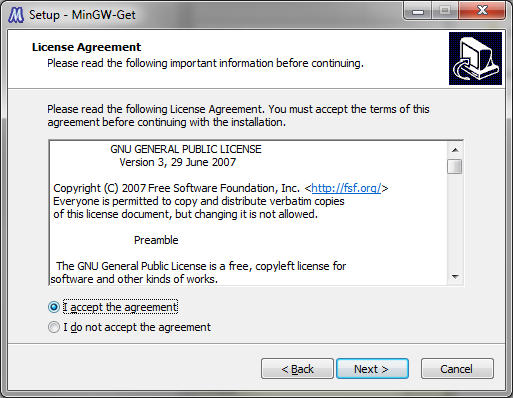 Setup - MinGW-Get
License Agreement
Please read the following important information before continuing.
Please read the following License Agreement. You must accept the terms of this
agreement before continuing with the installation.
GNU GENERAL PUBLIC LICENSE
Version 3, 29 June 2007
Copyright (C) 2007 Free Software Foundation, Inc. <http://fsf.org/>
Everyone is permitted to copy and distribute verbatim copies
of this license document, but changing it is not allowed.
Preamble
The GNU General Public License is a free, copyleft license for
software and other kinds of works.
I accept the agreement
I do not accept the agreement
< Back
Next >
Cancel